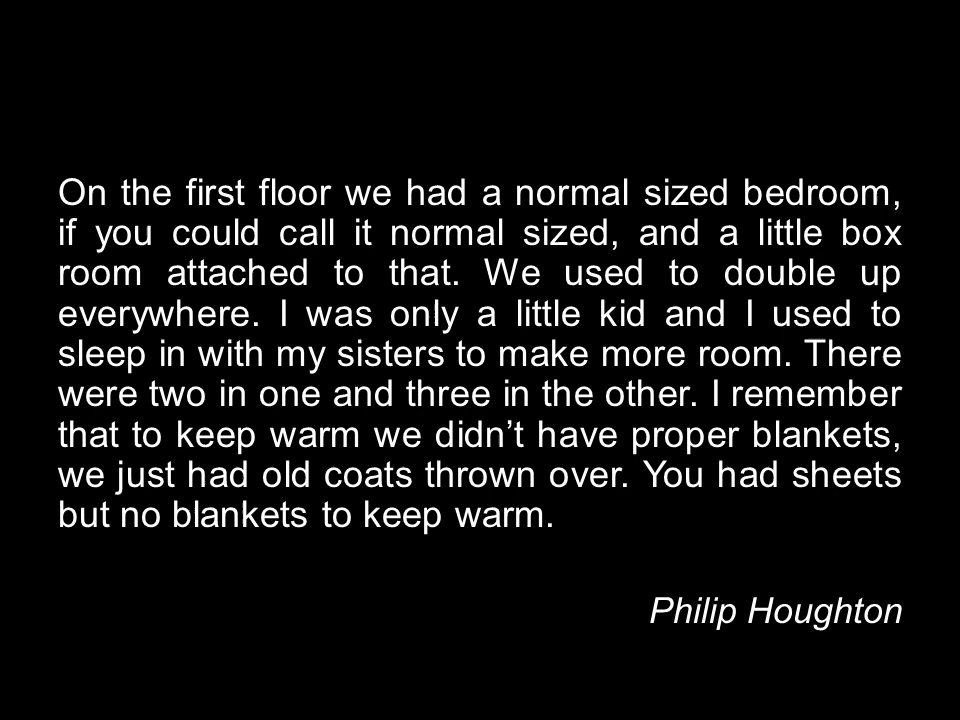 On the first floor we had a normal sized bedroom,
if you could call it normal sized, and a little box
room attached to that. We used to double up
everywhere. I was only a little kid and I used to
sleep in with my sisters to make more room. There
were two in one and three in the other. I remember
that to keep warm we didn’t have proper blankets,
we just had old coats thrown over. You had sheets
but no blankets to keep warm.
Philip Houghton